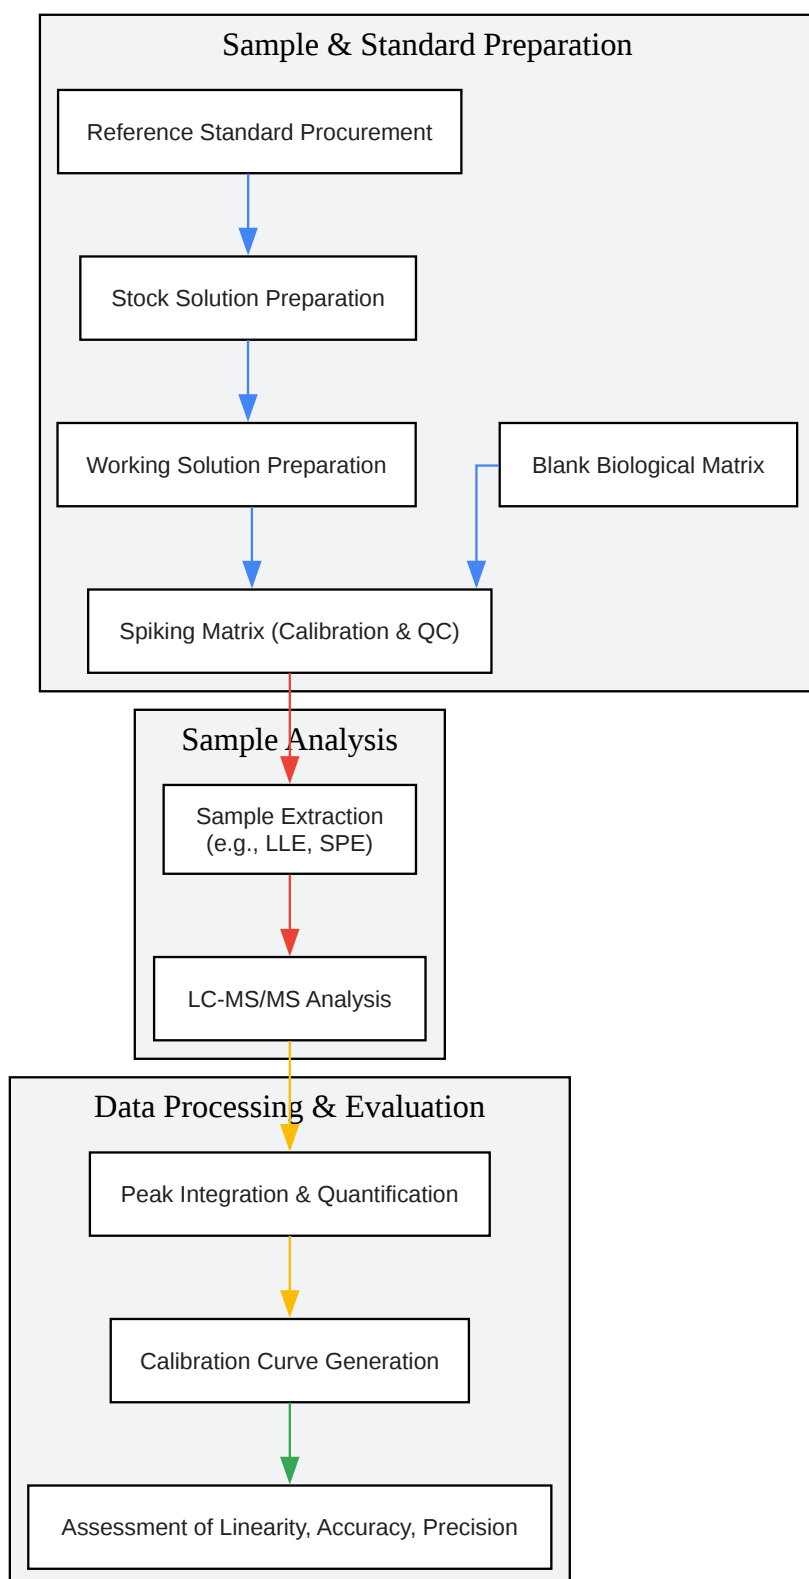 Sample & Standard Preparation
Reference Standard Procurement
Stock Solution Preparation
Working Solution Preparation
Blank Biological Matrix
Spiking Matrix (Calibration & QC)
Sample Analysis
Sample Extraction
(e.g., LLE, SPE)
LC-MS/MS Analysis
Data Processing & Evaluation
Peak Integration & Quantification
Calibration Curve Generation
Assessment of Linearity, Accuracy, Precision